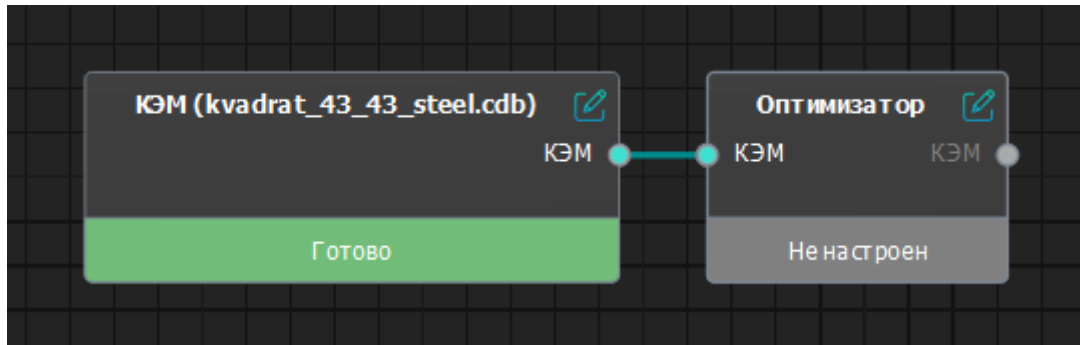 КЭМ (kvadrat_43_43_steel.cdb)
КЭМ
Готово
Оптимизатор
КЭМ КЭМ
Не настроен